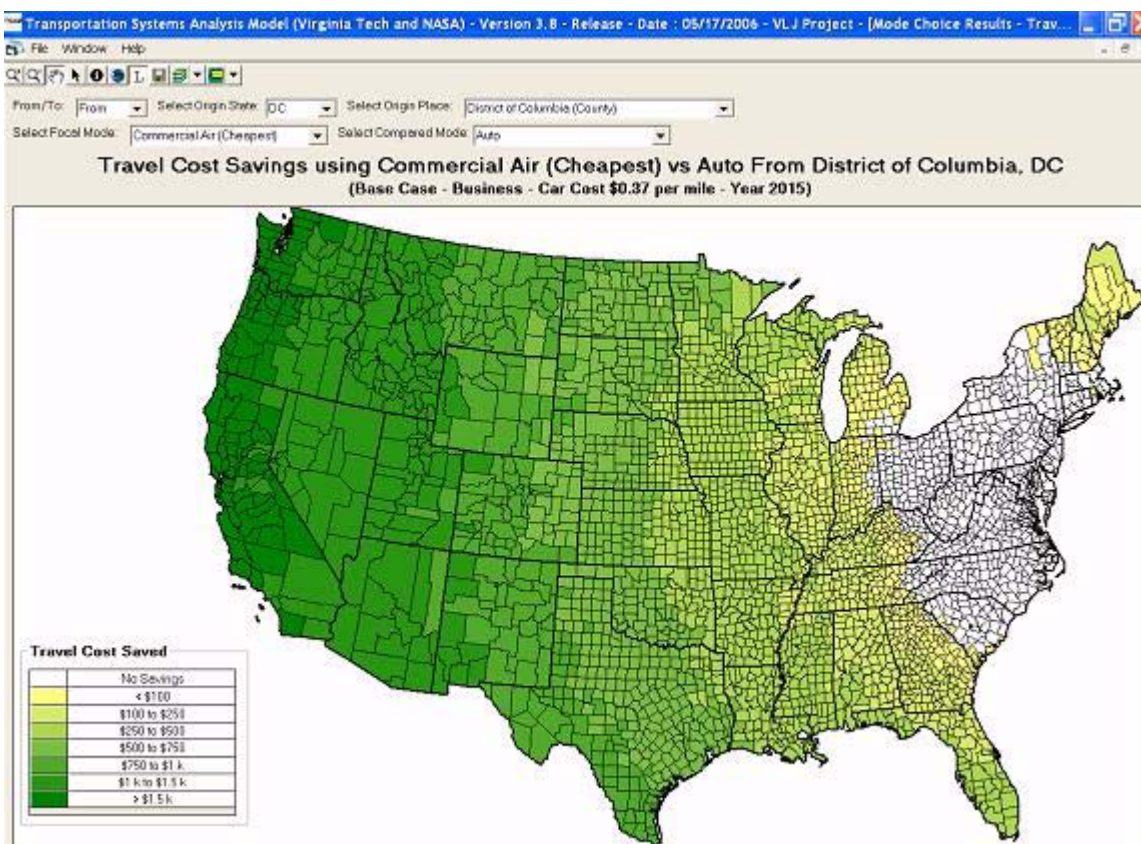 Transportation Systems Analysis Model (Virginia Tech and NASA) - Version 3.8 - Release - Date : 05/17/2006 - VLJ Project - [Mode Choice Results - Trav...
File Window Help
From/To: From Select Origin State: DC Select Origin Place: District of Columbia (County)
Select Focal Mode: Commercial Air (Cheapest) Select Compared Mode: Auto
Travel Cost Savings using Commercial Air (Cheapest) vs Auto From District of Columbia, DC
(Base Case - Business - Car Cost $0.37 per mile - Year 2015)
Travel Cost Saved
No Savings
< $100
$100 to $250
$250 to $500
$500 to $750
$750 to $1 k
$1 k to $1.5 k
> $1.5 k